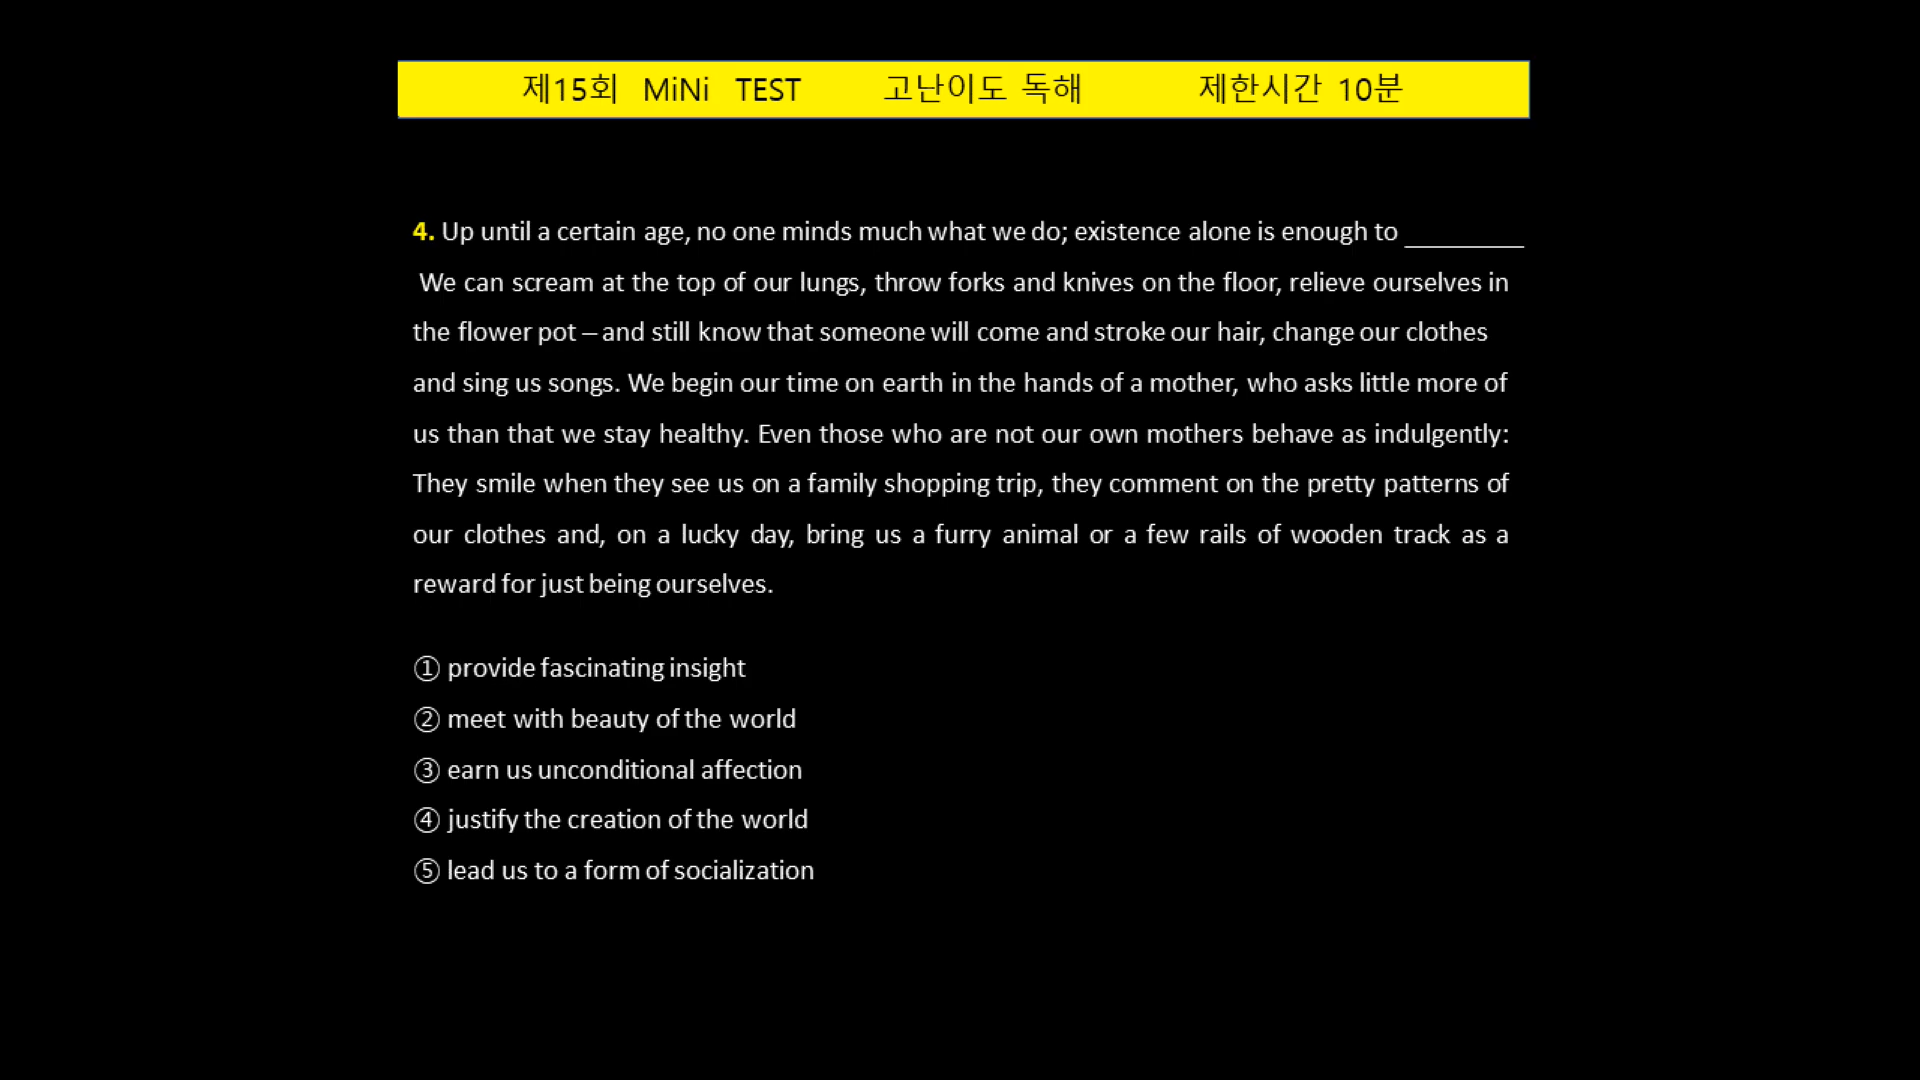 제15회 MiNi TEST 고난이도 독해 제한시간 10분
4. Up until a certain age, no one minds much what we do; existence alone is enough to _________
We can scream at the top of our lungs, throw forks and knives on the floor, relieve ourselves in
the flower pot – and still know that someone will come and stroke our hair, change our clothes
and sing us songs. We begin our time on earth in the hands of a mother, who asks little more of
us than that we stay healthy. Even those who are not our own mothers behave as indulgently:
They smile when they see us on a family shopping trip, they comment on the pretty patterns of
our clothes and, on a lucky day, bring us a furry animal or a few rails of wooden track as a
reward for just being ourselves.
① provide fascinating insight
② meet with beauty of the world
③ earn us unconditional affection
④ justify the creation of the world
⑤ lead us to a form of socialization